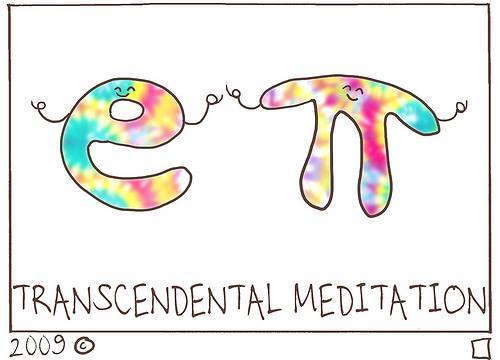 e π
TRANSCENDENTAL MEDITATION
2009 ©